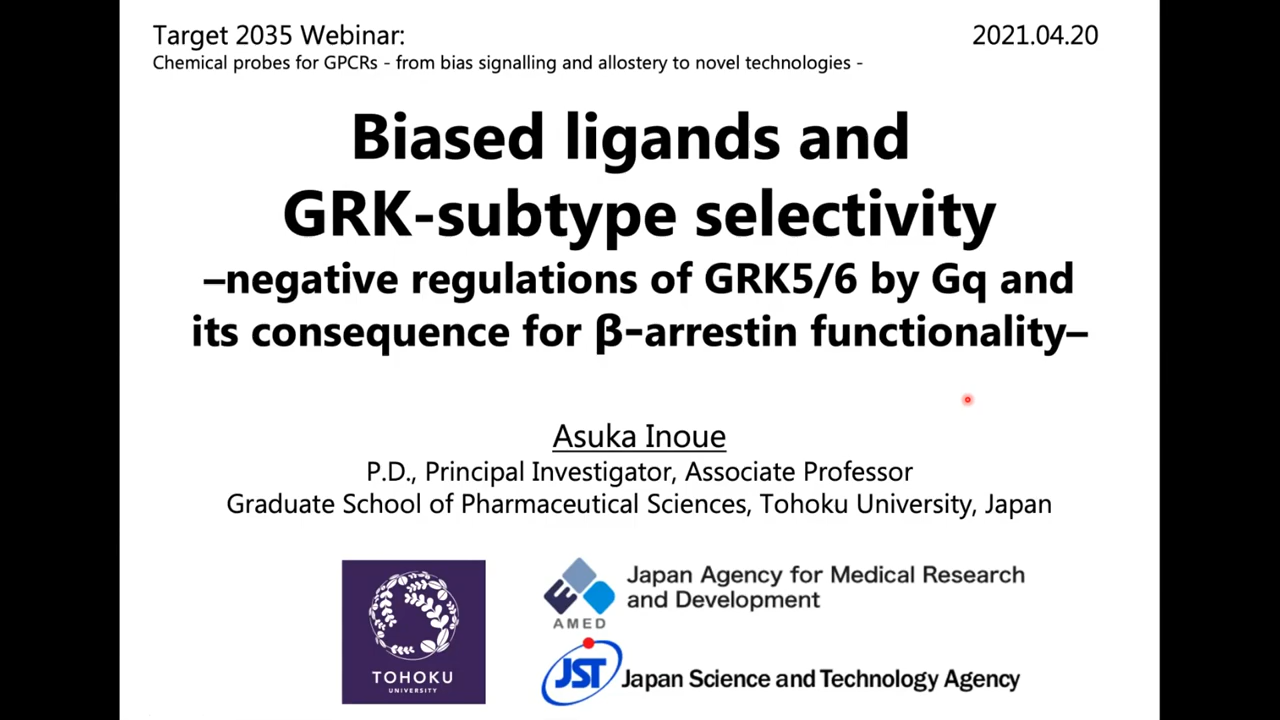 Target 2035 Webinar:
2021.04.20
Chemical probes for GPCRs - from bias signalling and allostery to novel technologies -
Biased ligands and
GRK-subtype selectivity
–negative regulations of GRK5/6 by Gq and
its consequence for β-arrestin functionality–
Asuka Inoue
P.D., Principal Investigator, Associate Professor
Graduate School of Pharmaceutical Sciences, Tohoku University, Japan
TOHOKU
UNIVERSITY
AMED
Japan Agency for Medical Research
and Development
JST
Japan Science and Technology Agency